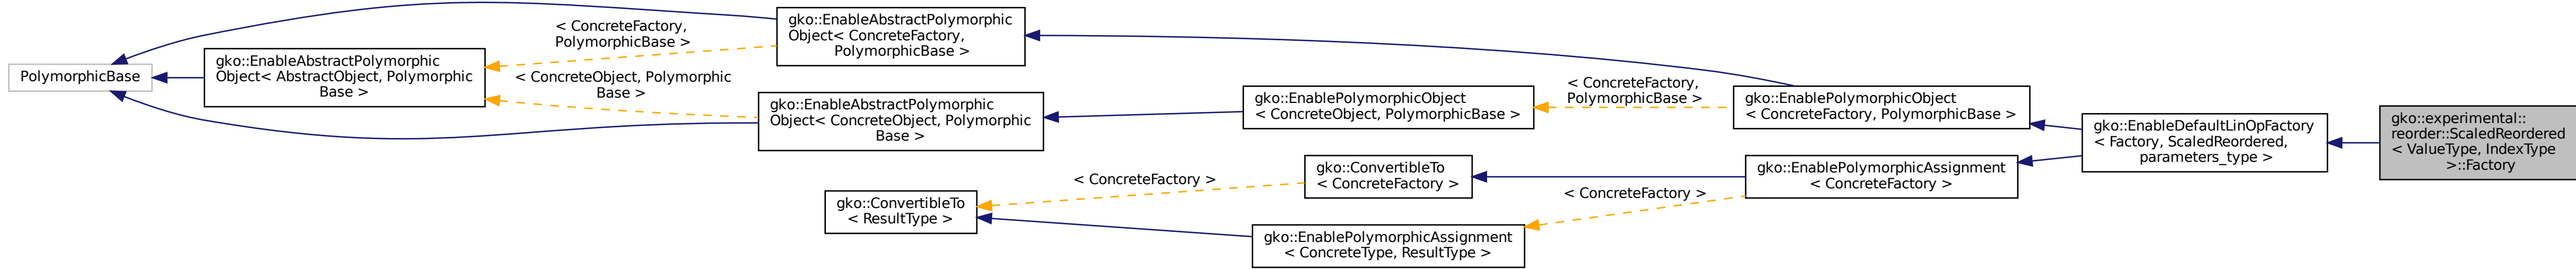 PolymorphicBase
gko::EnableAbstractPolymorphic
Object< AbstractObject, Polymorphic
Base >
< ConcreteFactory,
PolymorphicBase >
< ConcreteObject, Polymorphic
Base >
gko::EnableAbstractPolymorphic
Object< ConcreteFactory,
PolymorphicBase >
gko::EnableAbstractPolymorphic
Object< ConcreteObject, Polymorphic
Base >
gko::ConvertibleTo
< ResultType >
< ConcreteFactory >
gko::EnablePolymorphicObject
< ConcreteObject, PolymorphicBase >
gko::ConvertibleTo
< ConcreteFactory >
gko::EnablePolymorphicAssignment
< ConcreteType, ResultType >
< ConcreteFactory,
PolymorphicBase >
< ConcreteFactory >
gko::EnablePolymorphicObject
< ConcreteFactory, PolymorphicBase >
gko::EnablePolymorphicAssignment
< ConcreteFactory >
gko::EnableDefaultLinOpFactory
< Factory, ScaledReordered,
parameters_type >
gko::experimental::
reorder::ScaledReordered
< ValueType, IndexType
>::Factory